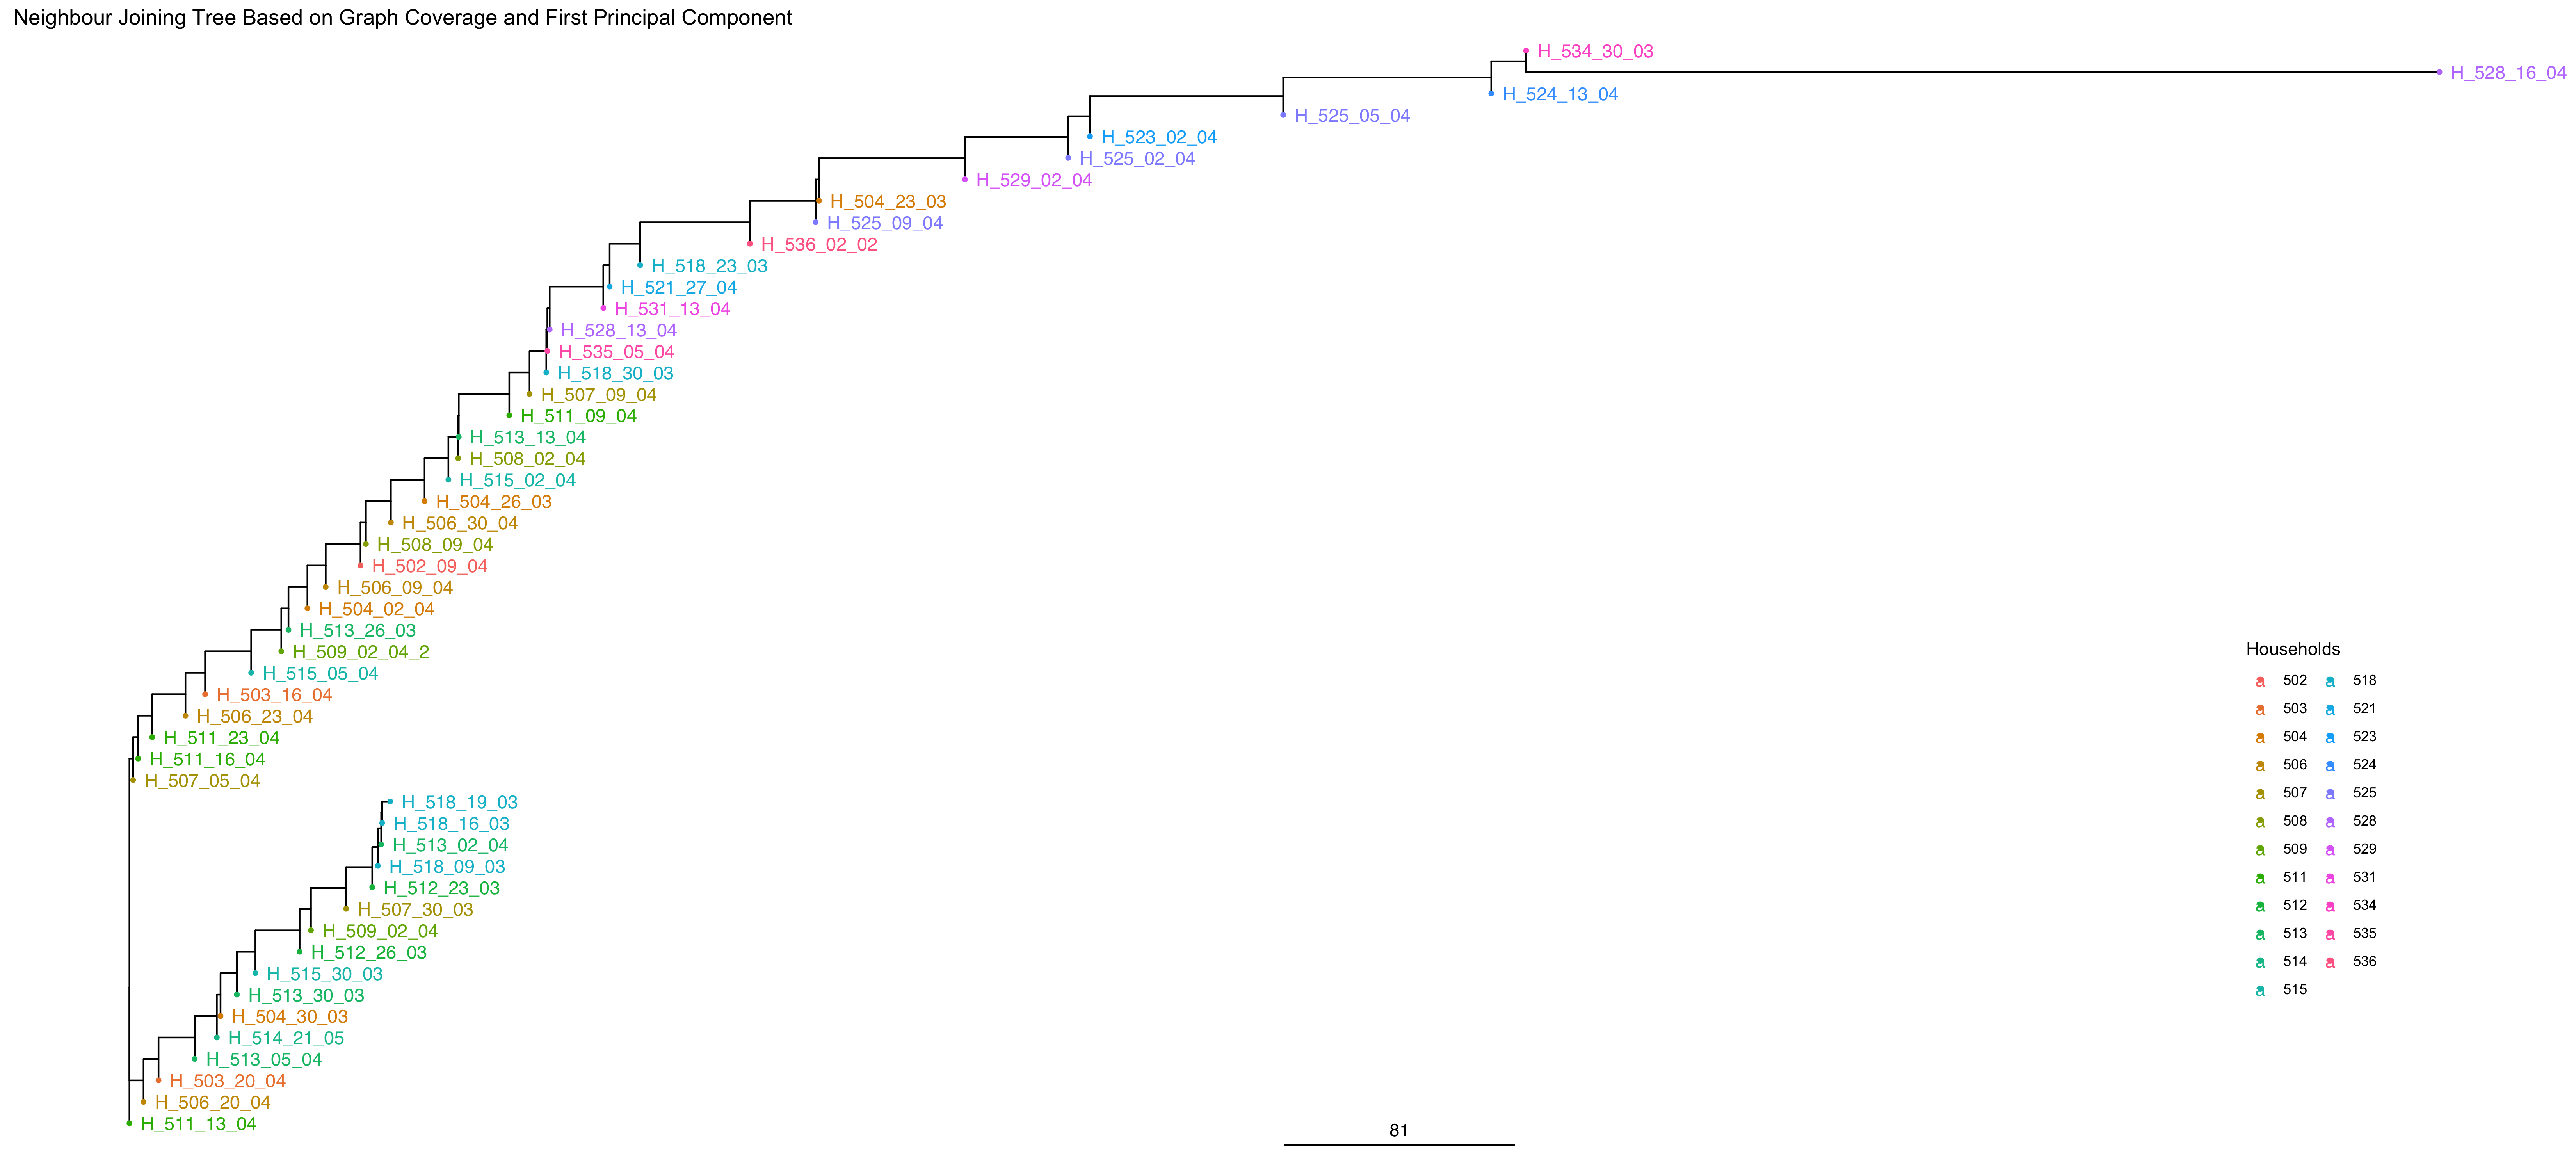 Neighbour Joining Tree Based on Graph Coverage and First Principal Component
H_534_30_03
H_528_16_04
H_524_13_04
H_525_05_04
H_523_02_04
H_525_02_04
H_529_02_04
H_504_23_03
H_525_09_04
H_536_02_02
H_518_23_03
H_521_27_04
H_531_13_04
H_528_13_04
H_535_05_04
H_518_30_03
H_507_09_04
H_511_09_04
H_513_13_04
H_508_02_04
H_515_02_04
H_504_26_03
H_506_30_04
H_508_09_04
H_502_09_04
H_506_09_04
H_504_02_04
H_513_26_03
H_509_02_04_2
H_515_05_04
H_503_16_04
H_506_23_04
H_511_23_04
H_511_16_04
H_507_05_04
H_518_19_03
H_518_16_03
H_513_02_04
H_518_09_03
H_512_23_03
H_507_30_03
H_509_02_04
H_512_26_03
H_515_30_03
H_513_30_03
H_504_30_03
H_514_21_05
H_513_05_04
H_503_20_04
H_506_20_04
H_511_13_04
81
Households
a 502 a 518
a 503 a 521
a 504 a 523
a 506 a 524
a 507 a 525
a 508 a 528
a 509 a 529
a 511 a 531
a 512 a 534
a 513 a 535
a 514 a 536
a 515